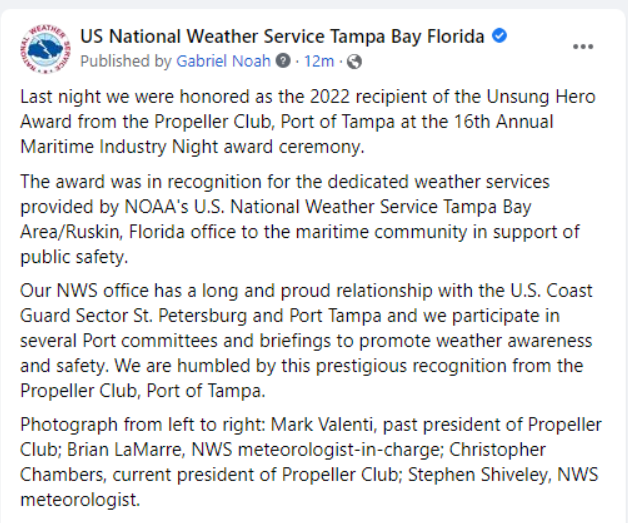 US National Weather Service Tampa Bay Florida
Published by Gabriel Noah · 12m ·
Last night we were honored as the 2022 recipient of the Unsung Hero
Award from the Propeller Club, Port of Tampa at the 16th Annual
Maritime Industry Night award ceremony.
The award was in recognition for the dedicated weather services
provided by NOAA's U.S. National Weather Service Tampa Bay
Area/Ruskin, Florida office to the maritime community in support of
public safety.
Our NWS office has a long and proud relationship with the U.S. Coast
Guard Sector St. Petersburg and Port Tampa and we participate in
several Port committees and briefings to promote weather awareness
and safety. We are humbled by this prestigious recognition from the
Propeller Club, Port of Tampa.
Photograph from left to right: Mark Valenti, past president of Propeller
Club; Brian LaMarre, NWS meteorologist-in-charge; Christopher
Chambers, current president of Propeller Club; Stephen Shiveley, NWS
meteorologist.
NATIONAL WEATHER SERVICE